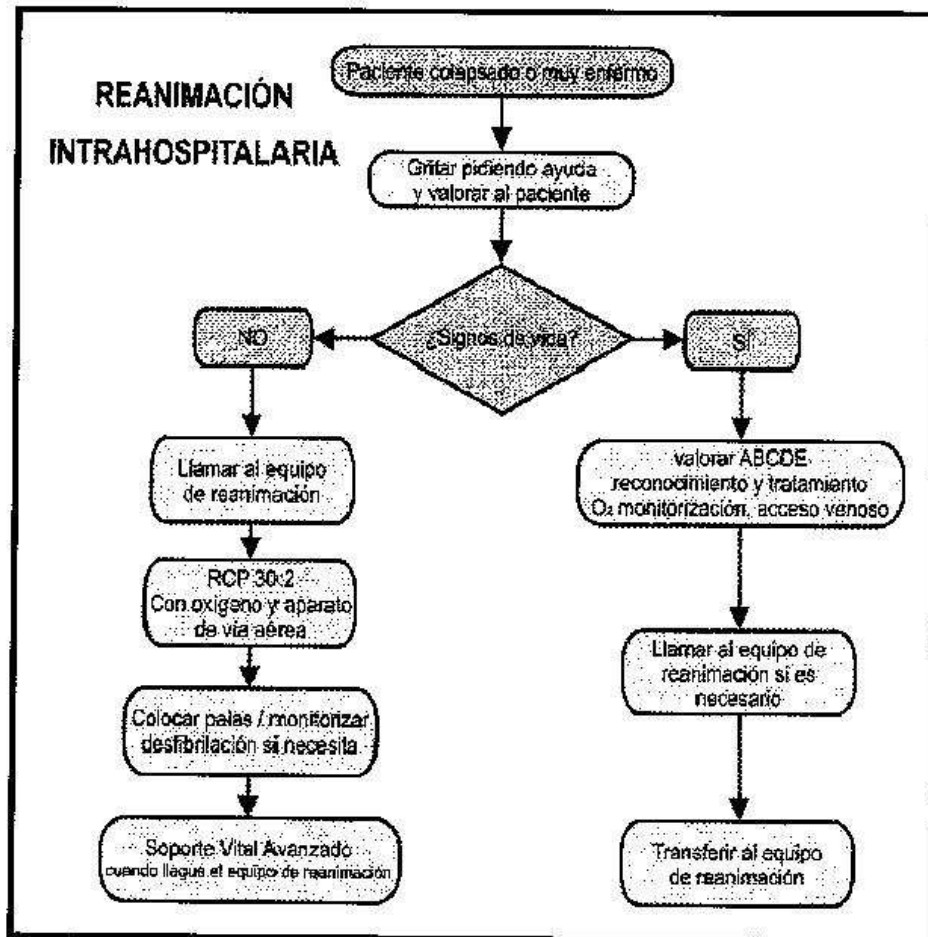 REANIMACIÓN
INTRAHOSPITALARIA
Paciente colapsado o muy enfermo
Gritar pidiendo ayuda
y valorar al paciente
¿Signos de vida?
NO
SÍ
Llamar al equipo
de reanimación
RCP 30:2
Con oxígeno y aparato
de vía aérea
Colocar palas / monitorizar
desfibrilación si necesita
Soporte Vital Avanzado
cuando llegue el equipo de reanimación
valorar ABCDE
reconocimiento y tratamiento
O₂ monitorización, acceso venoso
Llamar al equipo de
reanimación si es
necesario
Transferir al equipo
de reanimación